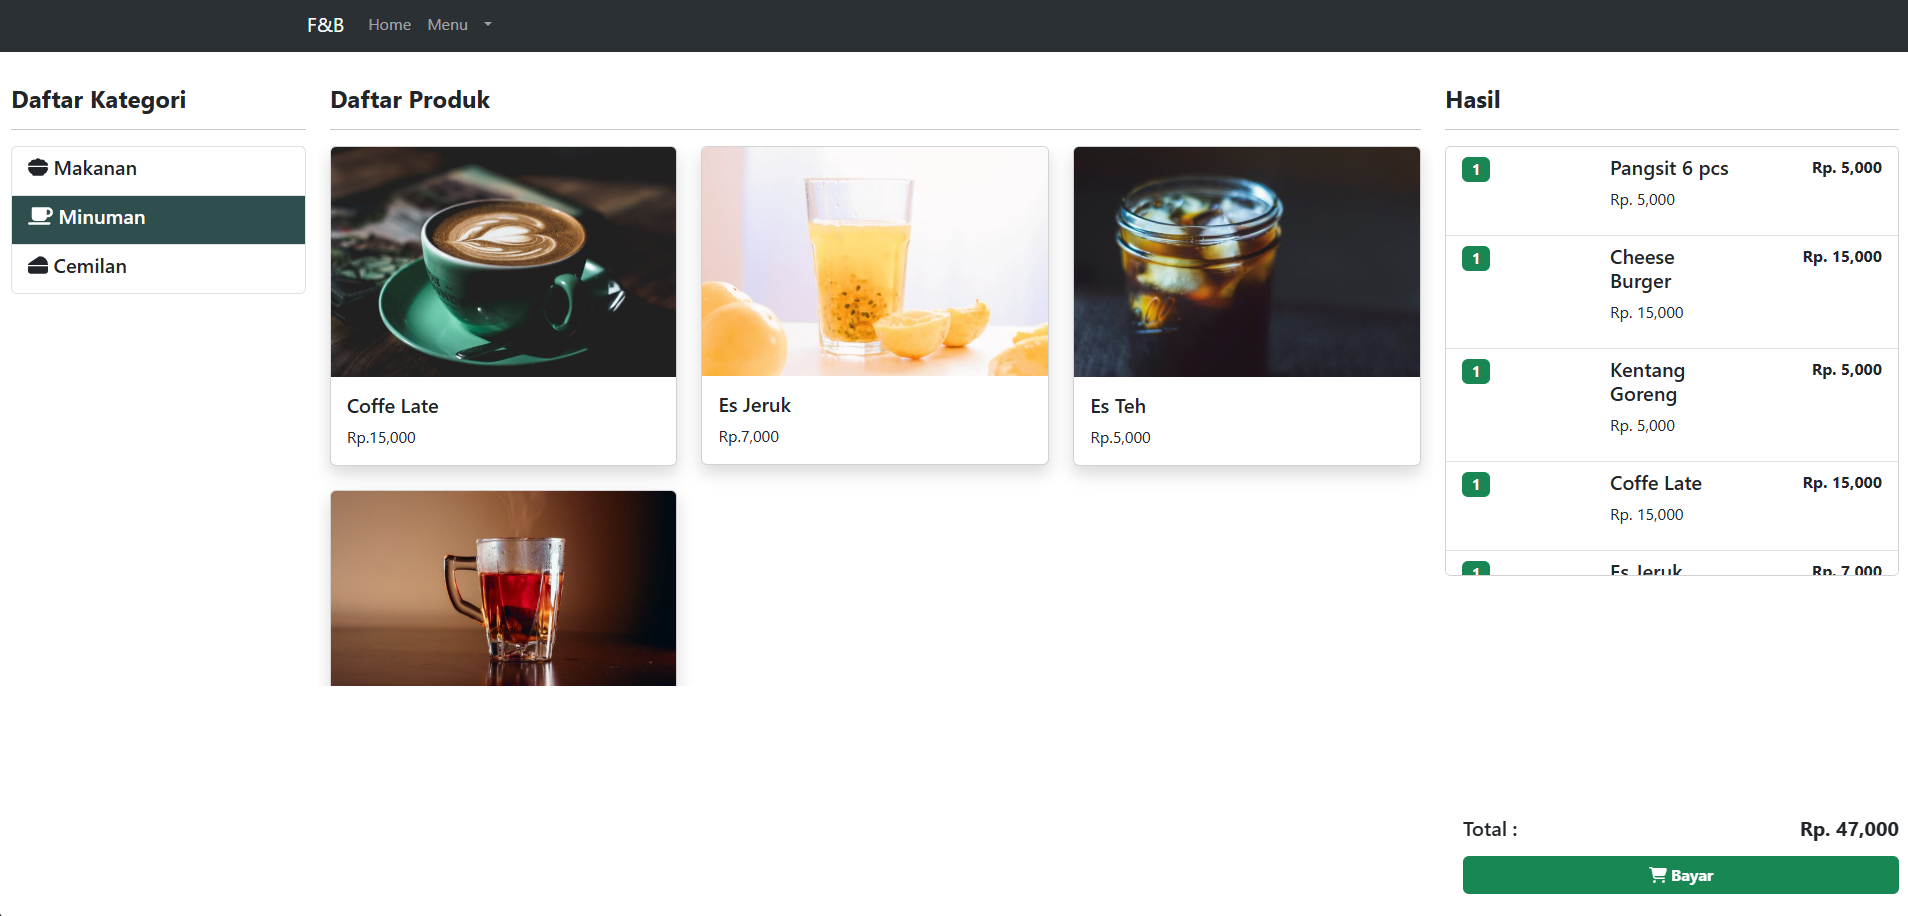 F&B Home Menu
Daftar Kategori
Makanan
Minuman
Cemilan
Daftar Produk
Coffe Late
Rp.15,000
Es Jeruk
Rp.7,000
Es Teh
Rp.5,000
Hasil
1 Pangsit 6 pcs Rp. 5,000
Rp. 5,000
1 Cheese Rp. 15,000
Burger
Rp. 15,000
1 Kentang Rp. 5,000
Goreng
Rp. 5,000
1 Coffe Late Rp. 15,000
Rp. 15,000
1 Es Jeruk Rp. 7,000
Total : Rp. 47,000
Bayar